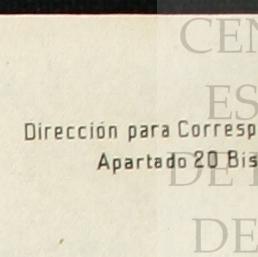 CEN
ES
Dirección para Corresp
Apartado 20 Bis
DE
DE